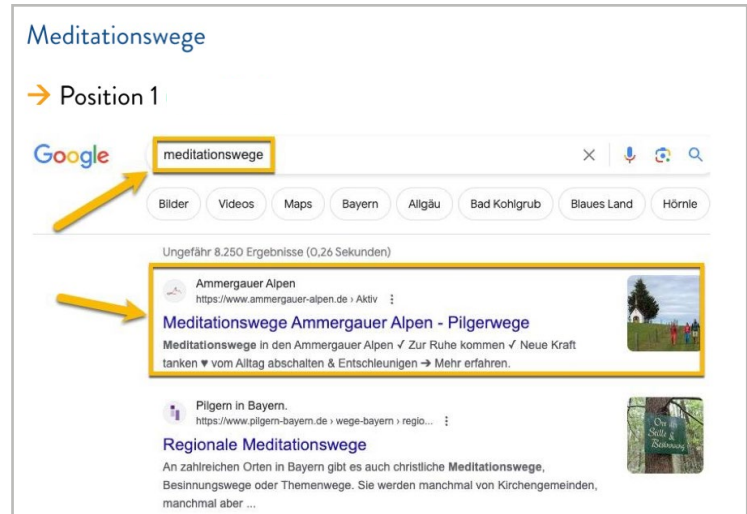 Meditationswege
→ Position 1
Google
meditationswege
Bilder Videos Maps Bayern Allgäu Bad Kohlgrub Blaues Land Hörnle
Ungefähr 8.250 Ergebnisse (0,26 Sekunden)
Ammergauer Alpen
https://www.ammergauer-alpen.de › Aktiv
Meditationswege Ammergauer Alpen - Pilgerwege
Meditationswege in den Ammergauer Alpen ✓ Zur Ruhe kommen ✓ Neue Kraft
tanken ♥ vom Alltag abschalten & Entschleunigen ➔ Mehr erfahren.
Pilgern in Bayern.
https://www.pilgern-bayern.de › wege-bayern › regio...
Regionale Meditationswege
An zahlreichen Orten in Bayern gibt es auch christliche Meditationswege,
Besinnungswege oder Themenwege. Sie werden manchmal von Kirchengemeinden,
manchmal aber ...
Ort der
Stille &
Besinnung